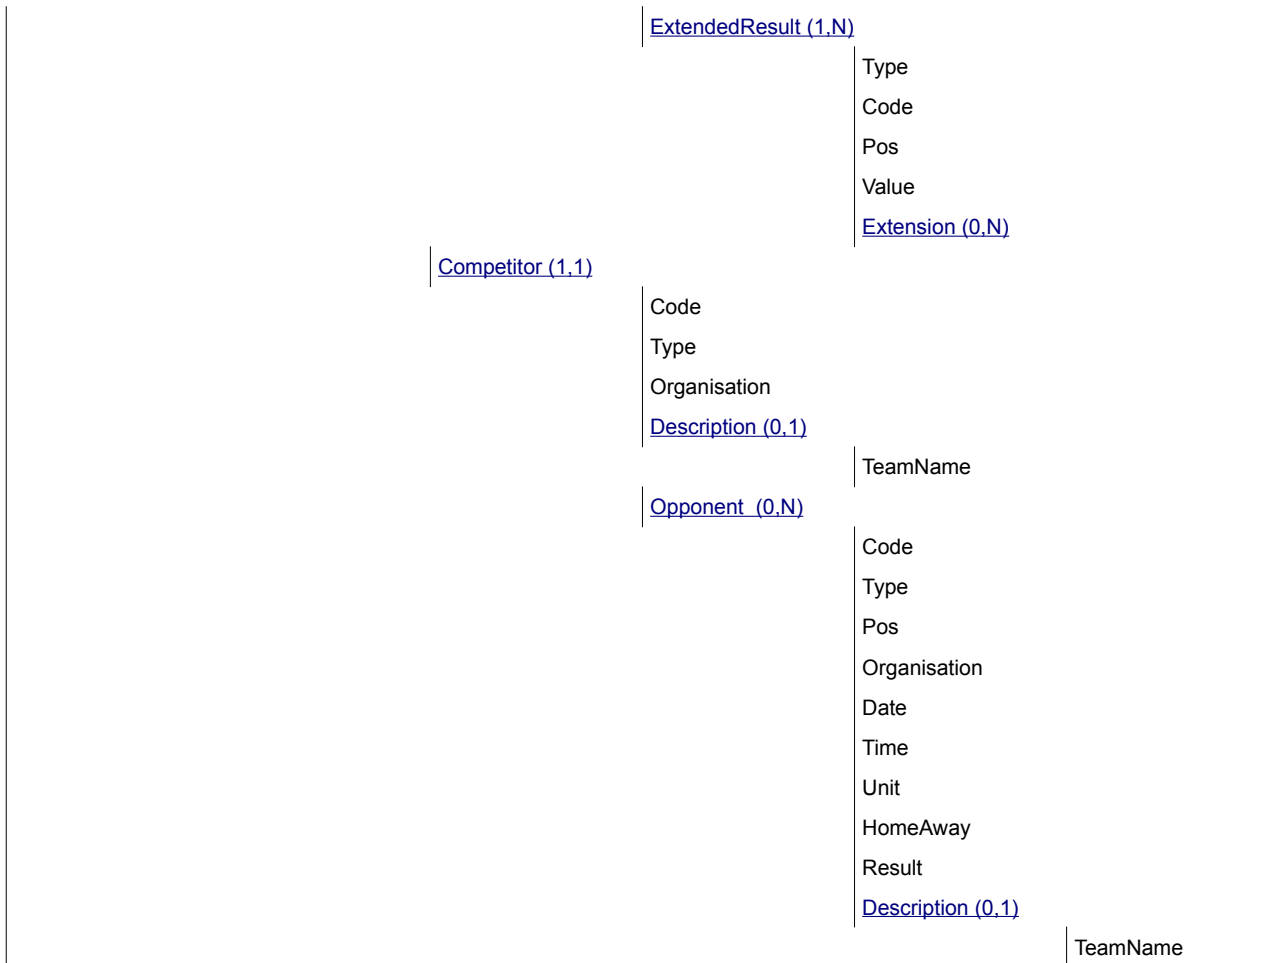 ExtendedResult (1,N)
Type
Code
Pos
Value
Extension (0,N)
Competitor (1,1)
Code
Type
Organisation
Description (0,1)
TeamName
Opponent  (0,N)
Code
Type
Pos
Organisation
Date
Time
Unit
HomeAway
Result
Description (0,1)
TeamName